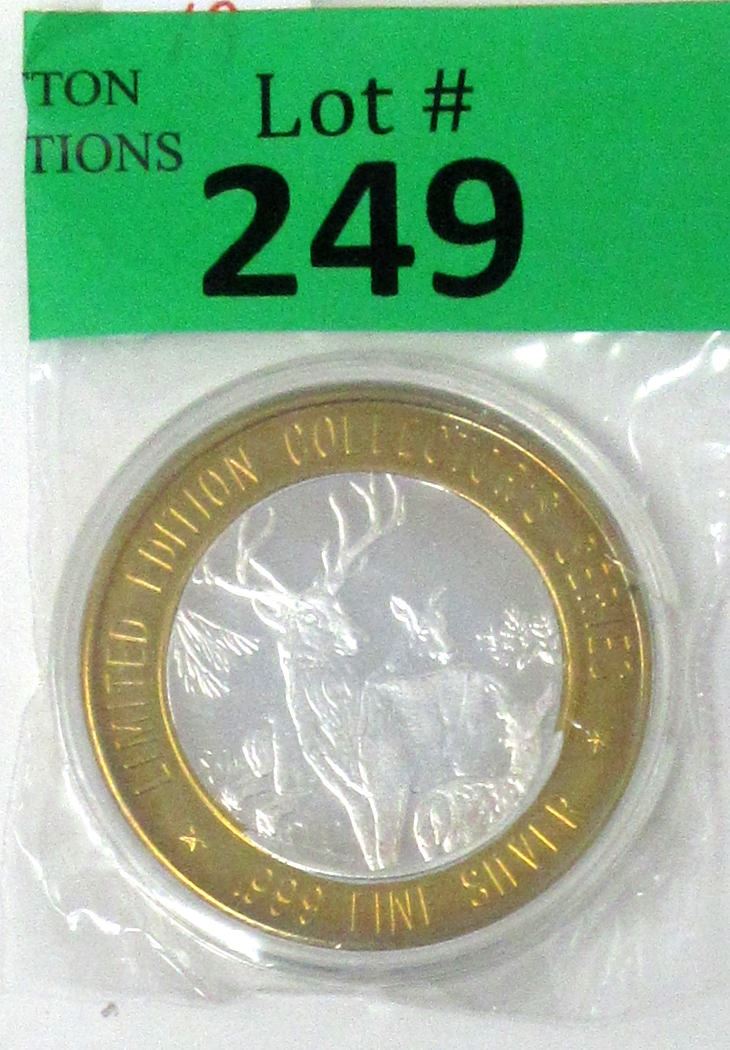 TON
TIONS
Lot #
249
LIMITED EDITION COLLECTOR'S SERIES
.999 FINE SILVER